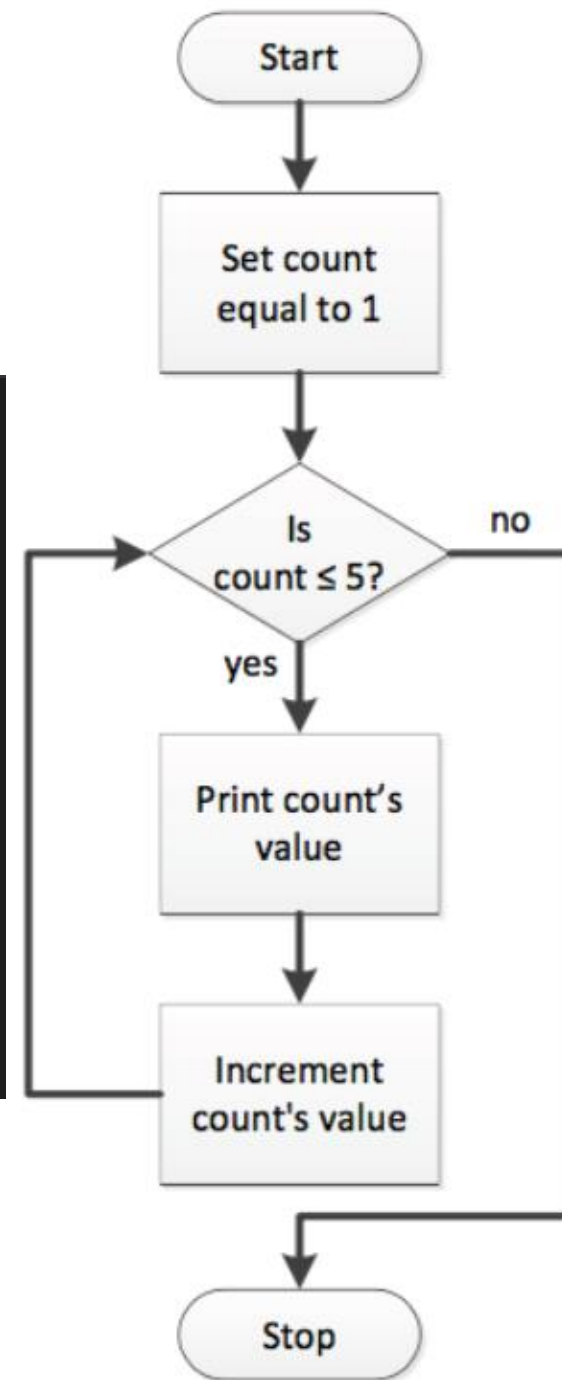 Start
Set count
equal to 1
Is
count ≤ 5?
no
yes
Print count’s
value
Increment
count's value
Stop